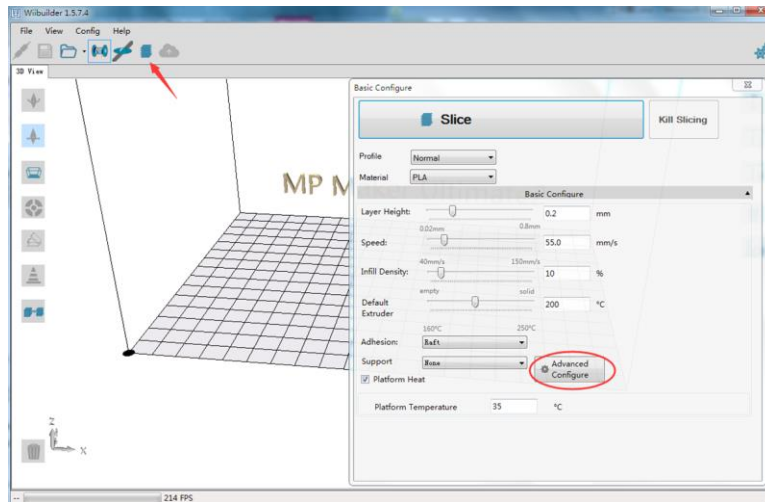 Wiibuilder 1.5.7.4
File View Config Help
3D View
MP M
Basic Configure
Slice
Kill Slicing
Profile Normal
Material PLA
Basic Configure
Layer Height: 0.2 mm
0.02mm 0.8mm
Speed: 55.0 mm/s
40mm/s 150mm/s
Infill Density: 10 %
empty solid
Default Extruder 200 °C
160°C 250°C
Adhesion: Raft
Support None
Advanced
Configure
Platform Heat
Platform Temperature 35 °C
Z
X
-- 214 FPS